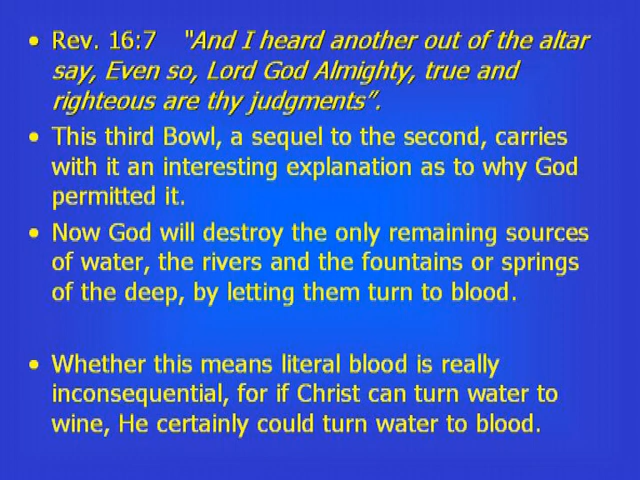 • Rev. 16:7 "And I heard another out of the altar
say, Even so, Lord God Almighty, true and
righteous are thy judgments”.
• This third Bowl, a sequel to the second, carries
with it an interesting explanation as to why God
permitted it.
• Now God will destroy the only remaining sources
of water, the rivers and the fountains or springs
of the deep, by letting them turn to blood.
• Whether this means literal blood is really
inconsequential, for if Christ can turn water to
wine, He certainly could turn water to blood.